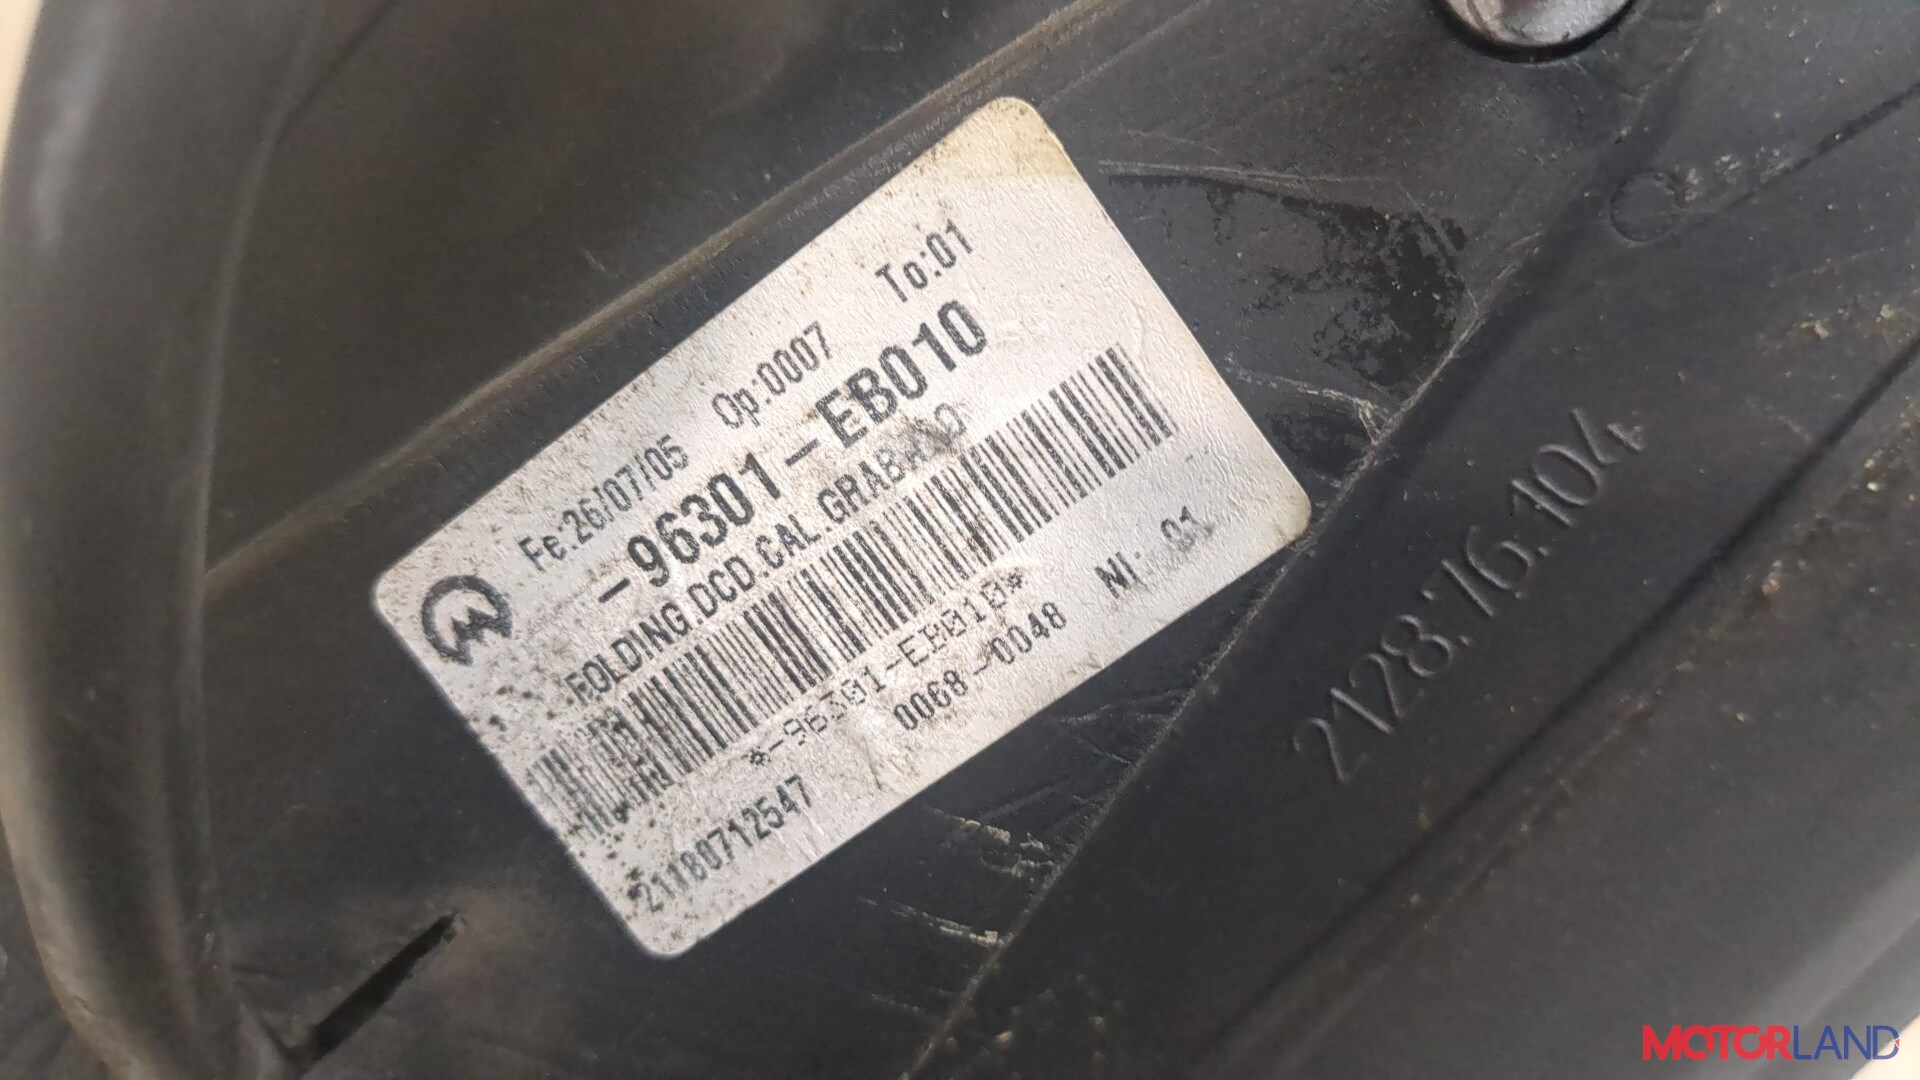 Fe:26/07/05 Op:0007 To:01
-96301-EB010
FOLDING.DCD.CAL.GRABADO
*-96301-EB010*
21180712547 0068-0048 NI: 01
2128.76.104
MOTORLAND